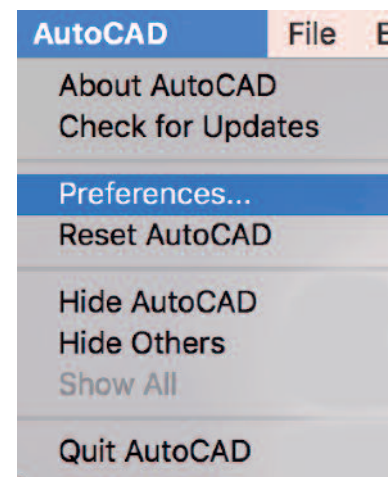 AutoCAD File E
About AutoCAD
Check for Updates
Preferences...
Reset AutoCAD
Hide AutoCAD
Hide Others
Show All
Quit AutoCAD